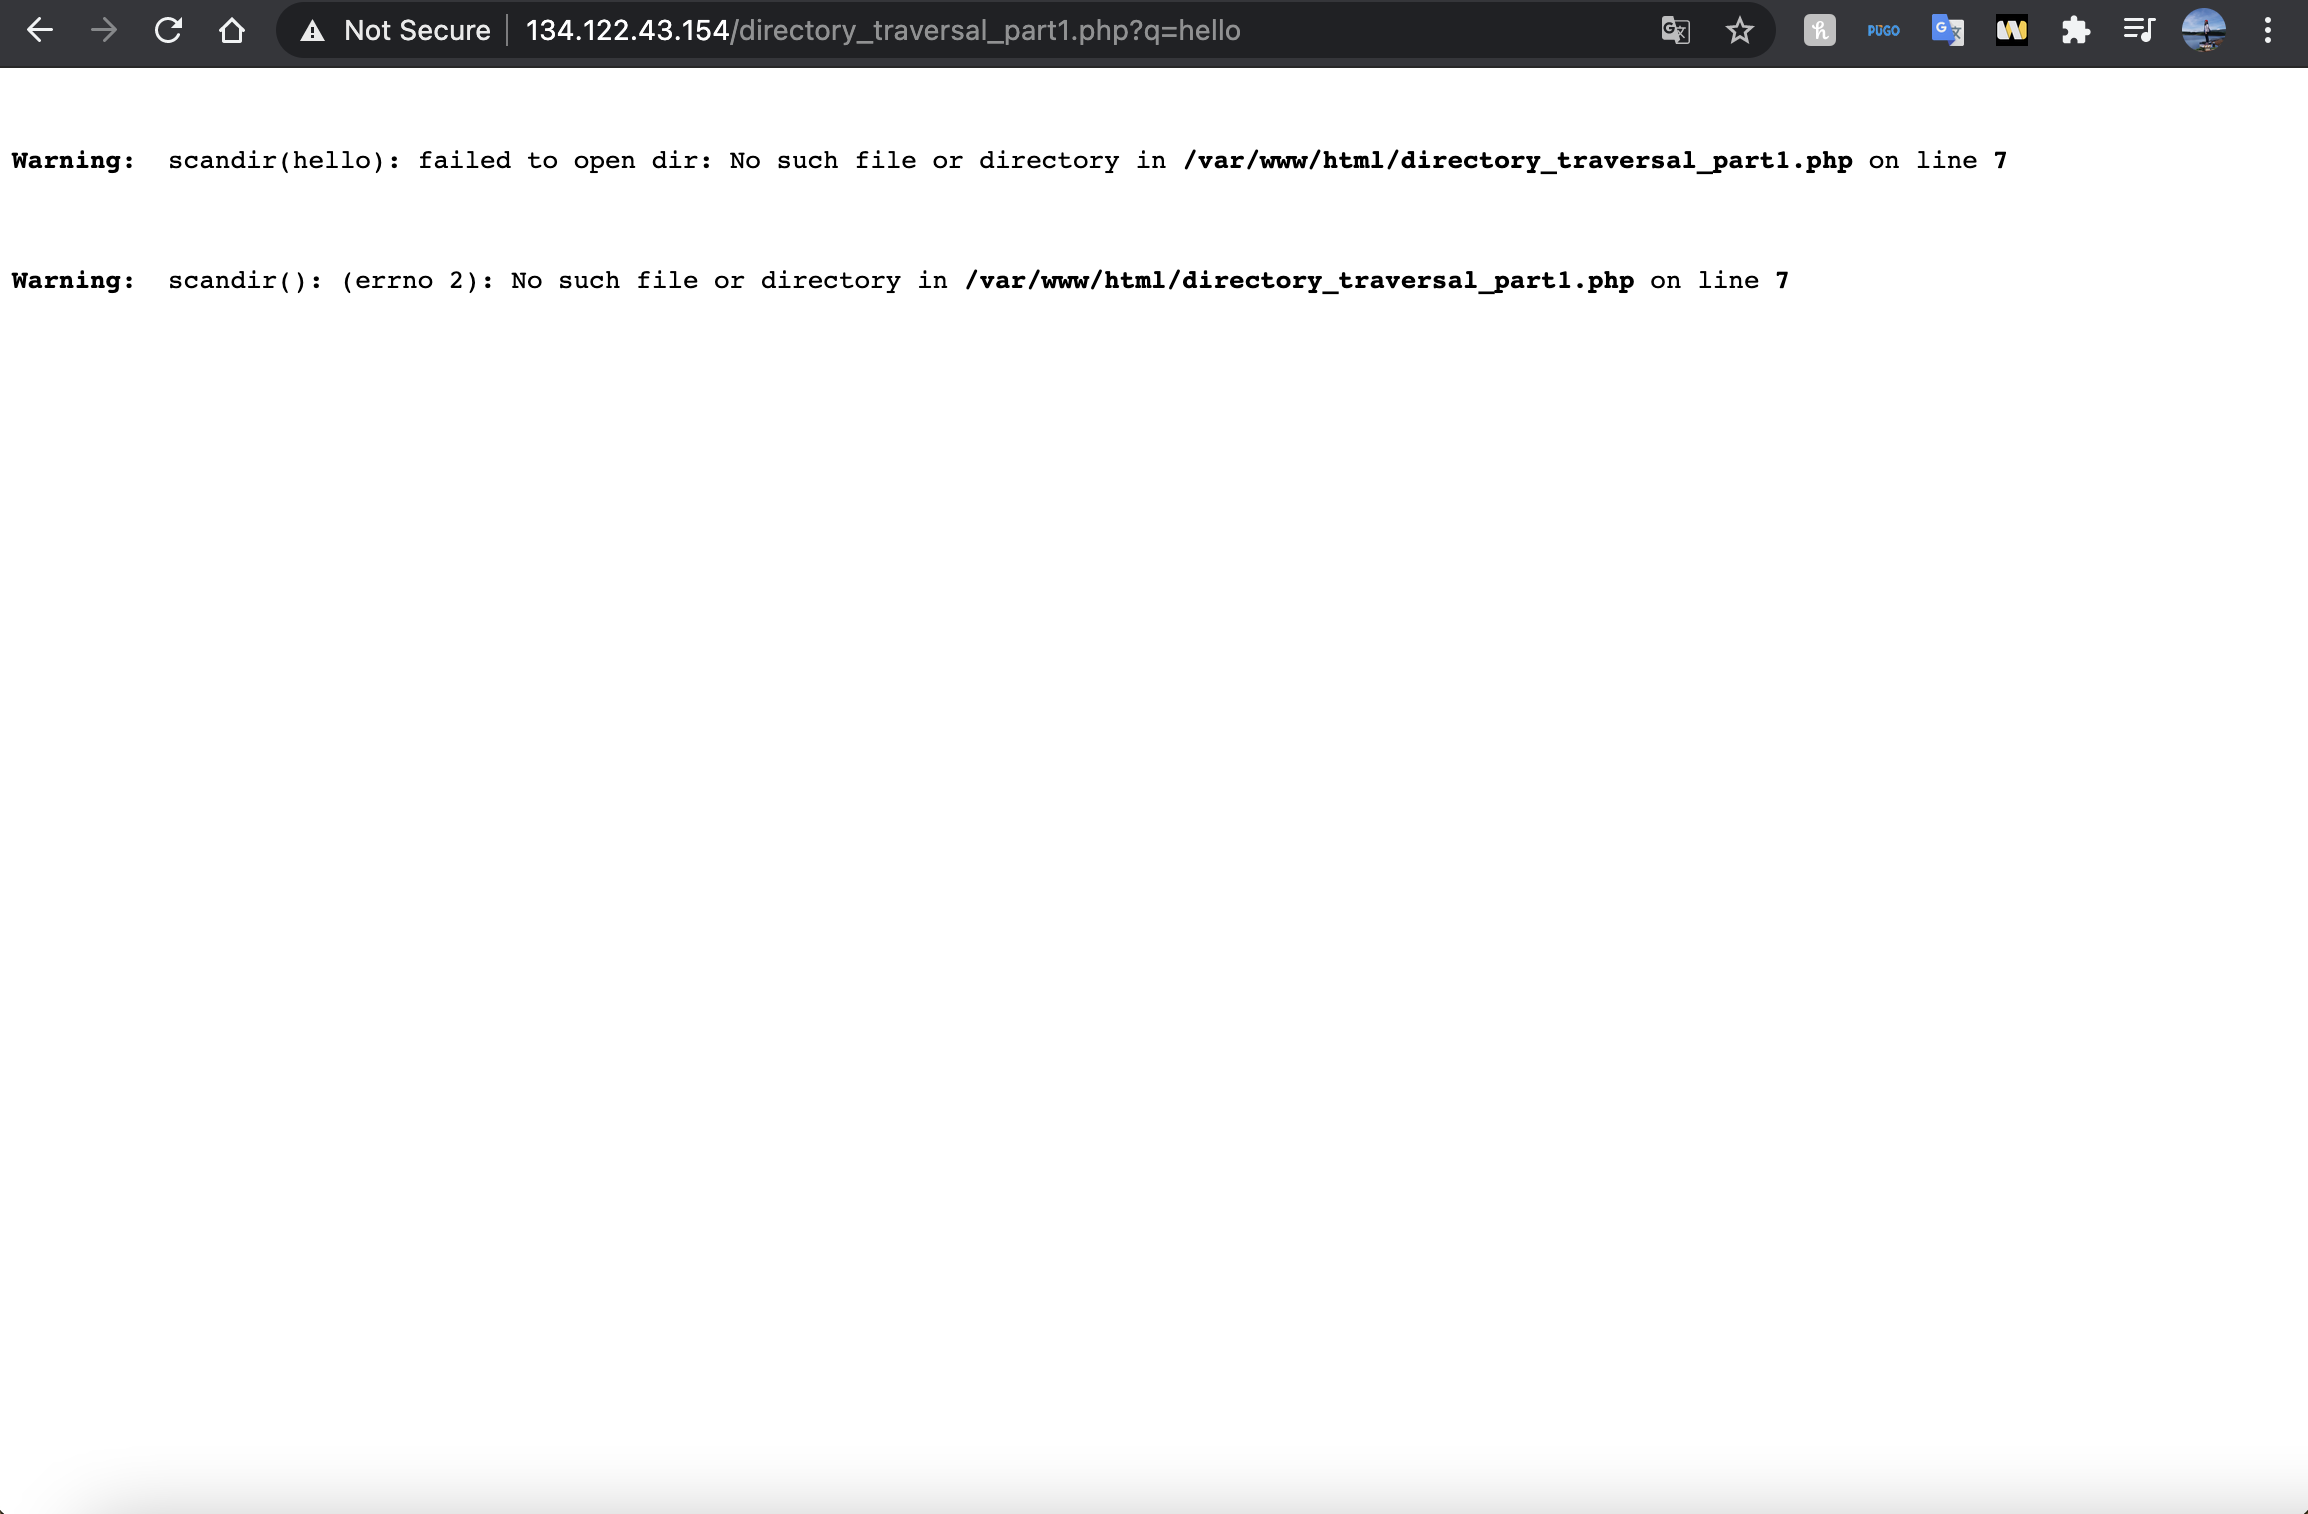 Not Secure 134.122.43.154/directory_traversal_part1.php?q=hello PUGO
Warning: scandir(hello): failed to open dir: No such file or directory in /var/www/html/directory_traversal_part1.php on line 7
Warning: scandir(): (errno 2): No such file or directory in /var/www/html/directory_traversal_part1.php on line 7